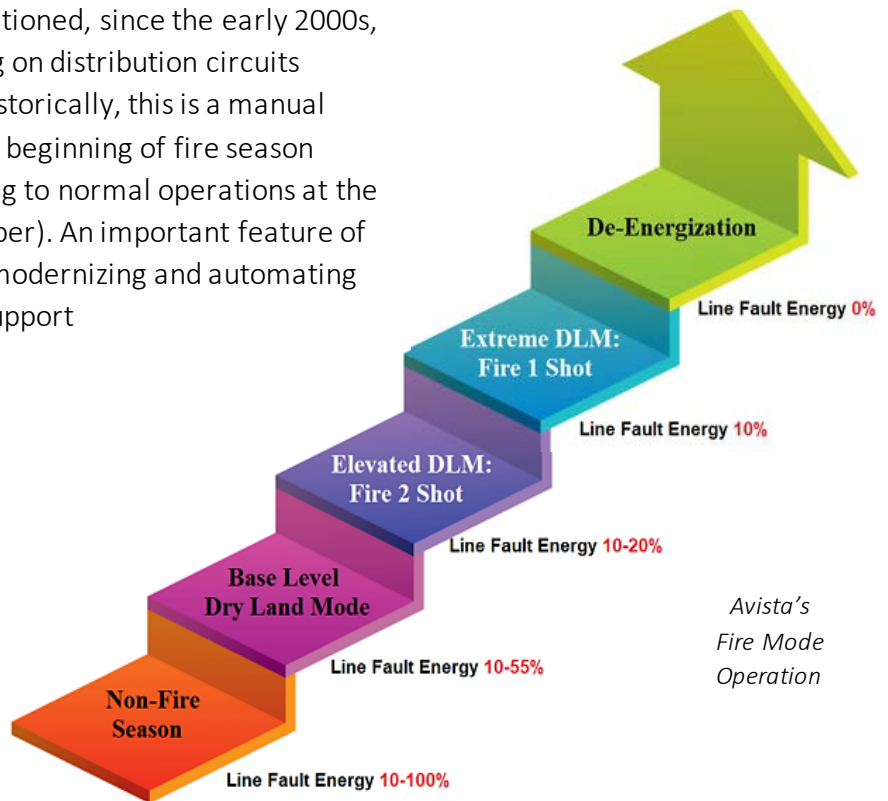 tioned, since the early 2000s,
g on distribution circuits
storically, this is a manual
beginning of fire season
g to normal operations at the
ber). An important feature of
modernizing and automating
upport
De-Energization
Line Fault Energy 0%
Extreme DLM:
Fire 1 Shot
Line Fault Energy 10%
Elevated DLM:
Fire 2 Shot
Line Fault Energy 10-20%
Base Level
Dry Land Mode
Line Fault Energy 10-55%
Avista's
Fire Mode
Operation
Non-Fire
Season
Line Fault Energy 10-100%